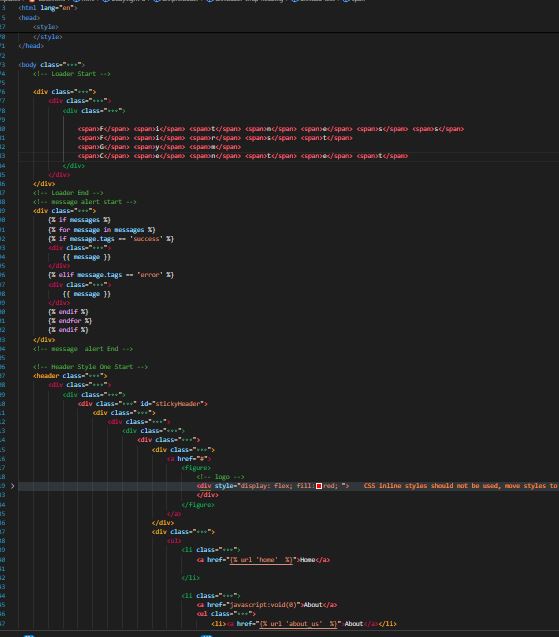 <html lang="en">
<head>
<style>
</style>
</head>
<body class="•••">
<!-- Loader Start -->
<div class="•••">
<div class="•••">
<div class="•••">
<span>F</span> <span>i</span> <span>t</span> <span>n</span> <span>e</span> <span>s</span> <span>s</span>
<span>F</span> <span>i</span> <span>r</span> <span>s</span> <span>t</span>
<span>G</span> <span>y</span> <span>m</span>
<span>C</span> <span>e</span> <span>n</span> <span>t</span> <span>e</span> <span>t</span>
</div>
</div>
</div>
<!-- Loader End -->
<!-- message alert start -->
<div class="•••">
{% if messages %}
{% for message in messages %}
{% if message.tags == 'success' %}
<div class="•••">
{{ message }}
</div>
{% elif message.tags == 'error' %}
<div class="•••">
{{ message }}
</div>
{% endif %}
{% endfor %}
{% endif %}
</div>
<!-- message  alert End -->
<!-- Header Style One Start -->
<header class="•••">
<div class="•••">
<div class="•••">
<div class="•••" id="stickyHeader">
<div class="•••">
<div class="•••">
<div class="•••">
<div class="•••">
<div class="•••">
<a href="#">
<figure>
<!-- logo -->
<div style="display: flex; fill: red; "> CSS inline styles should not be used, move styles to
</div>
</figure>
</a>
</div>
<div class="•••">
<ul>
<li class="•••">
<a href="{% url 'home'  %}">Home</a>
</li>
<li class="•••">
<a href="javascript:void(0)">About</a>
<ul class="•••">
<li><a href="{% url 'about_us'  %}">About</a></li>